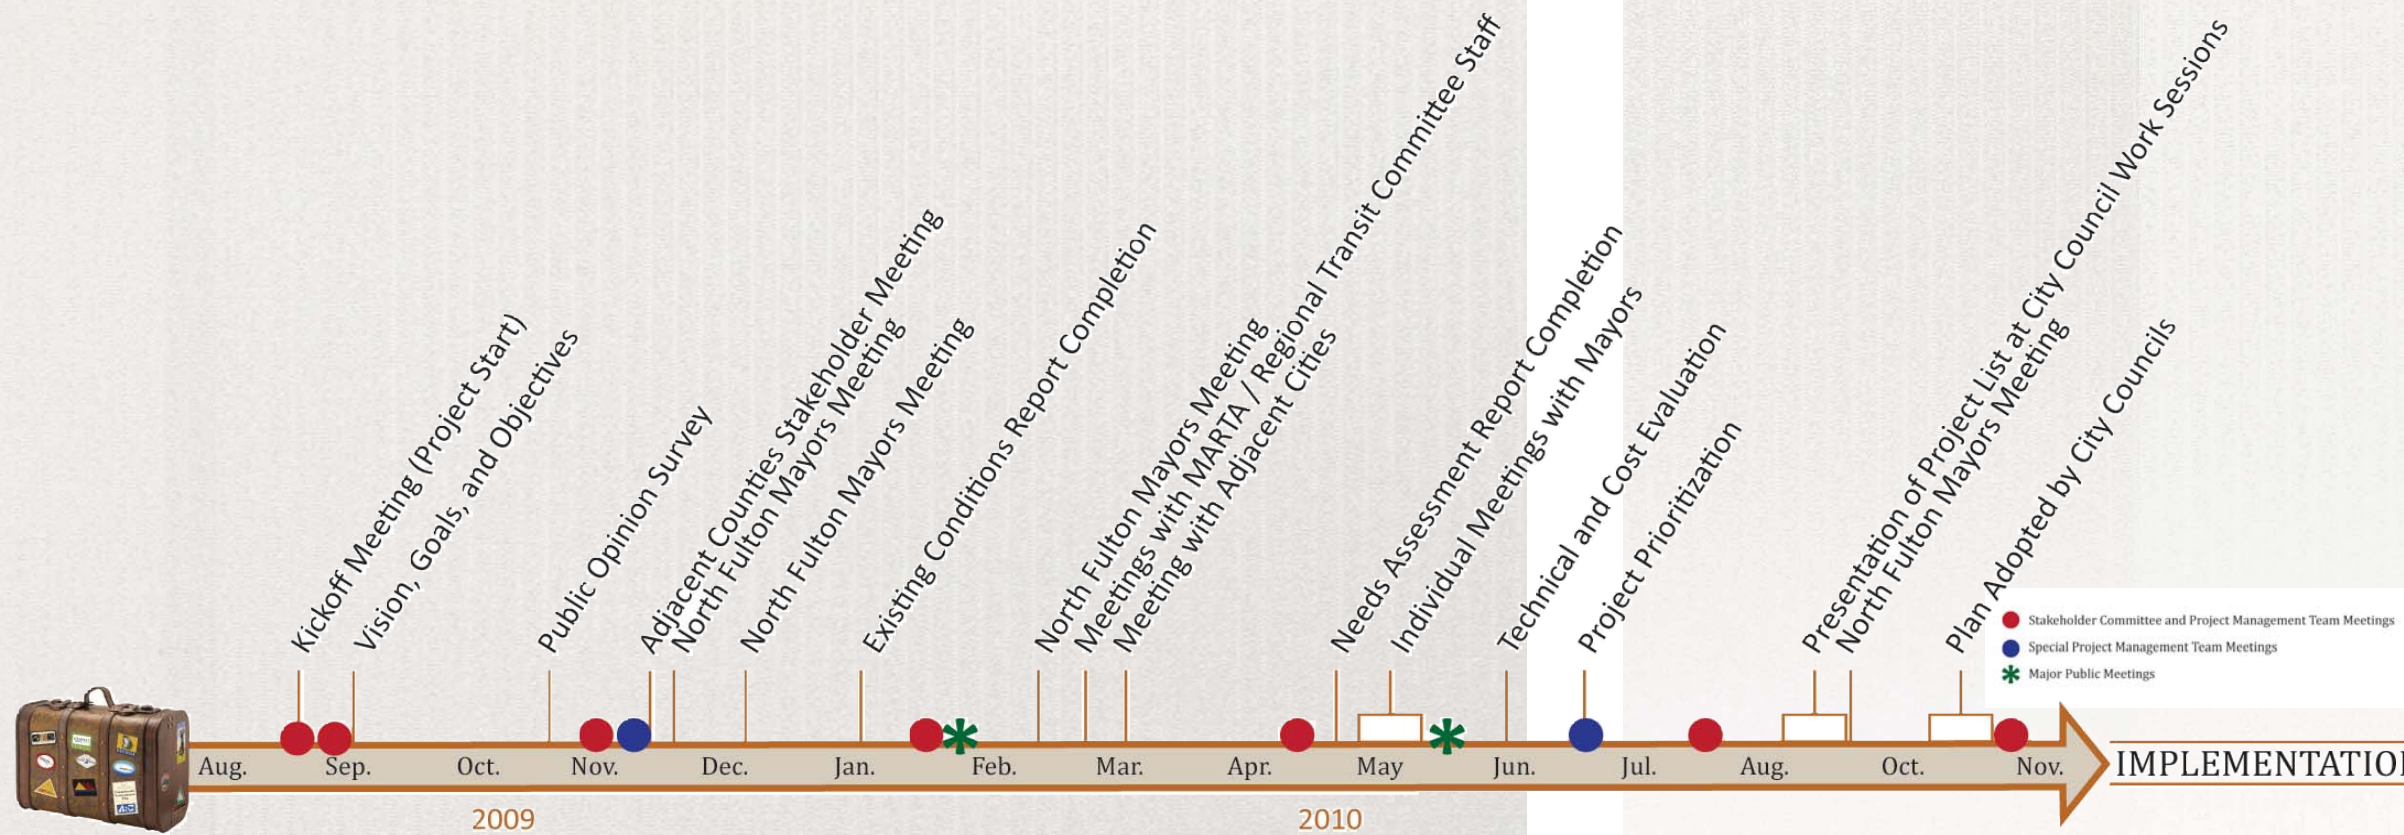 Kickoff Meeting (Project Start)
Vision, Goals, and Objectives
Public Opinion Survey
Adjacent Counties Stakeholder Meeting
North Fulton Mayors Meeting
North Fulton Mayors Meeting
Existing Conditions Report Completion
North Fulton Mayors Meeting
Meetings with MARTA / Regional Transit Committee Staff
Meeting with Adjacent Cities
Needs Assessment Report Completion
Individual Meetings with Mayors
Technical and Cost Evaluation
Project Prioritization
Presentation of Project List at City Council Work Sessions
North Fulton Mayors Meeting
Plan Adopted by City Councils
Stakeholder Committee and Project Management Team Meetings
Special Project Management Team Meetings
Major Public Meetings
Aug. Sep. Oct. Nov. Dec. Jan. Feb. Mar. Apr. May Jun. Jul. Aug. Oct. Nov. IMPLEMENTATION
2009 2010